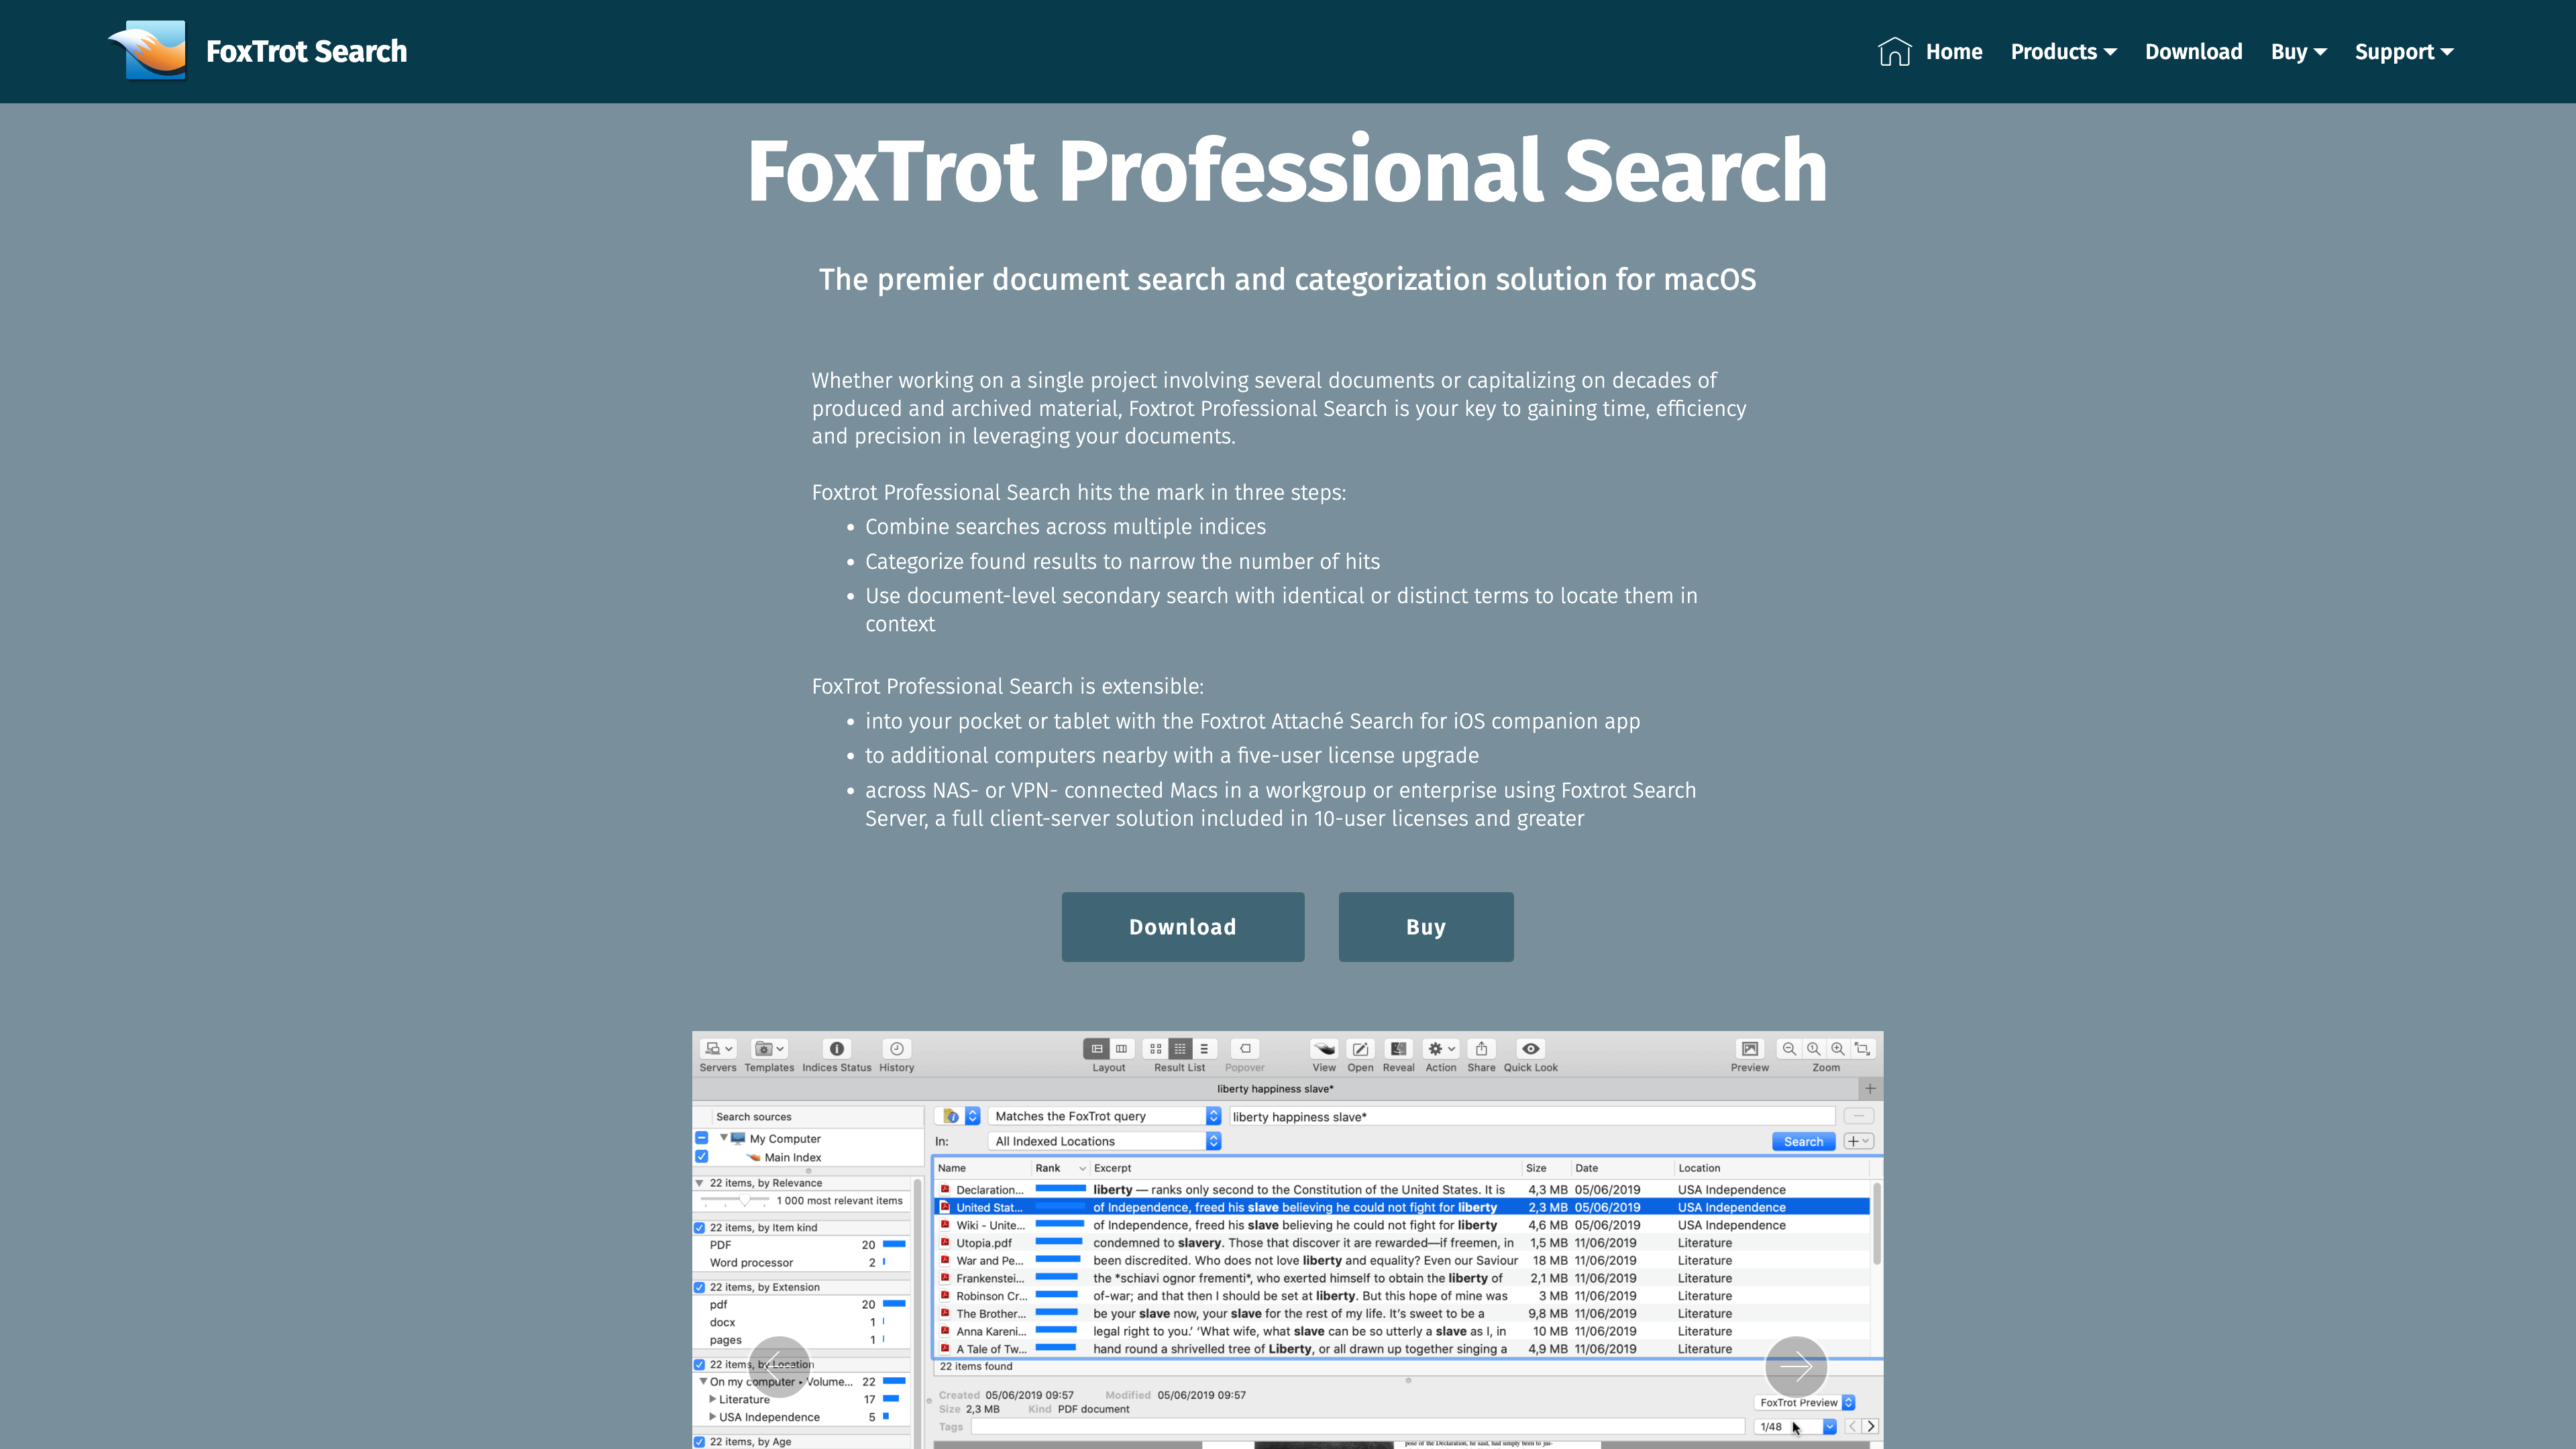 FoxTrot Search
Home Products Download Buy Support
FoxTrot Professional Search
The premier document search and categorization solution for macOS
Whether working on a single project involving several documents or capitalizing on decades of
produced and archived material, Foxtrot Professional Search is your key to gaining time, efficiency
and precision in leveraging your documents.
Foxtrot Professional Search hits the mark in three steps:
• Combine searches across multiple indices
• Categorize found results to narrow the number of hits
• Use document-level secondary search with identical or distinct terms to locate them in
context
FoxTrot Professional Search is extensible:
• into your pocket or tablet with the Foxtrot Attaché Search for iOS companion app
• to additional computers nearby with a five-user license upgrade
• across NAS- or VPN- connected Macs in a workgroup or enterprise using Foxtrot Search
Server, a full client-server solution included in 10-user licenses and greater
Download Buy
Servers Templates Indices Status History Layout Result List Popover View Open Reveal Action Share Quick Look Preview Zoom
liberty happiness slave*
Search sources
My Computer
Main Index
22 items, by Relevance
1 000 most relevant items
22 items, by Item kind
PDF 20
Word processor 2
22 items, by Extension
pdf 20
docx 1
pages 1
22 items, by Location
On my computer ▸ Volume... 22
Literature 17
USA Independence 5
22 items, by Age
Matches the FoxTrot query liberty happiness slave*
In: All Indexed Locations Search
Name Rank Excerpt Size Date Location
Declaration... liberty — ranks only second to the Constitution of the United States. It is 4,3 MB 05/06/2019 USA Independence
United Stat... of Independence, freed his slave believing he could not fight for liberty 2,3 MB 05/06/2019 USA Independence
Wiki - Unite... of Independence, freed his slave believing he could not fight for liberty 4,6 MB 05/06/2019 USA Independence
Utopia.pdf condemned to slavery. Those that discover it are rewarded—if freemen, in 1,5 MB 11/06/2019 Literature
War and Pe... been discredited. Who does not love liberty and equality? Even our Saviour 18 MB 11/06/2019 Literature
Frankenstei... the *schiavi ognor frementi*, who exerted himself to obtain the liberty of 2,1 MB 11/06/2019 Literature
Robinson Cr... of-war; and that then I should be set at liberty. But this hope of mine was 3 MB 11/06/2019 Literature
The Brother... be your slave now, your slave for the rest of my life. It's sweet to be a 9,8 MB 11/06/2019 Literature
Anna Kareni... legal right to you.' 'What wife, what slave can be so utterly a slave as I, in 10 MB 11/06/2019 Literature
A Tale of Tw... hand round a shrivelled tree of Liberty, or all drawn up together singing a 4,9 MB 11/06/2019 Literature
22 items found
Created 05/06/2019 09:57 Modified 05/06/2019 09:57
Size 2,3 MB Kind PDF document
FoxTrot Preview
Tags
1/48
pose of the Declaration, he said, had simply been to jus-